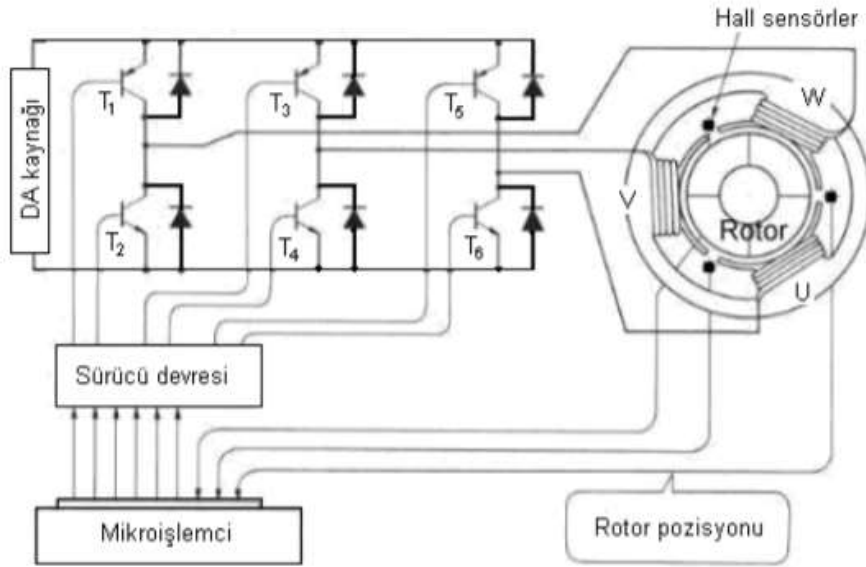 Hall sensörler
DA kaynağı
T1
T3
T5
W
V
Rotor
U
T2
T4
T6
Sürücü devresi
Mikroişlemci
Rotor pozisyonu